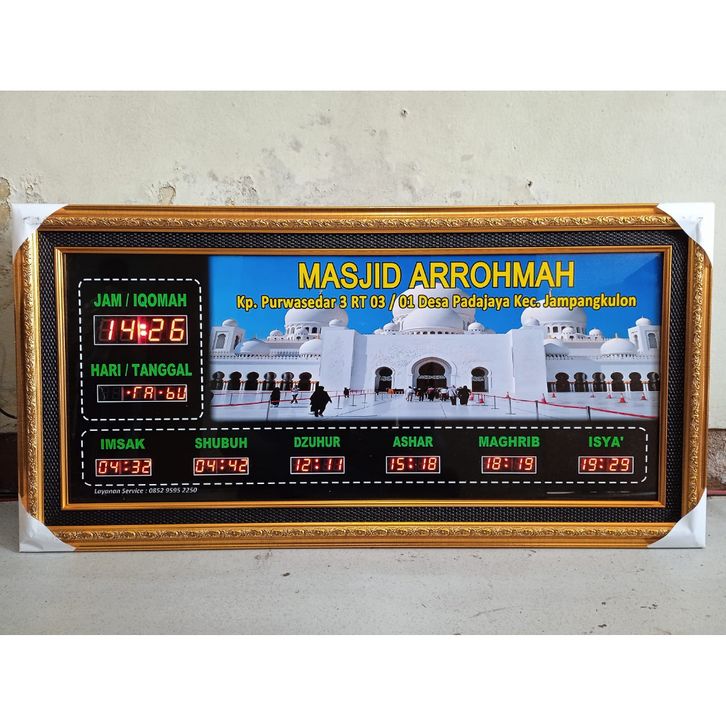 MASJID ARROHMAH
Kp. Purwasedar 3 RT 03 / 01 Desa Padajaya Kec. Jampangkulon
JAM / IQOMAH
14:26
HARI / TANGGAL
-rA-bU
IMSAK SHUBUH DZUHUR ASHAR MAGHRIB ISYA'
04:32 04:42 12:11 15:18 18:19 19:29
Layanan Service : 0852 9595 2250